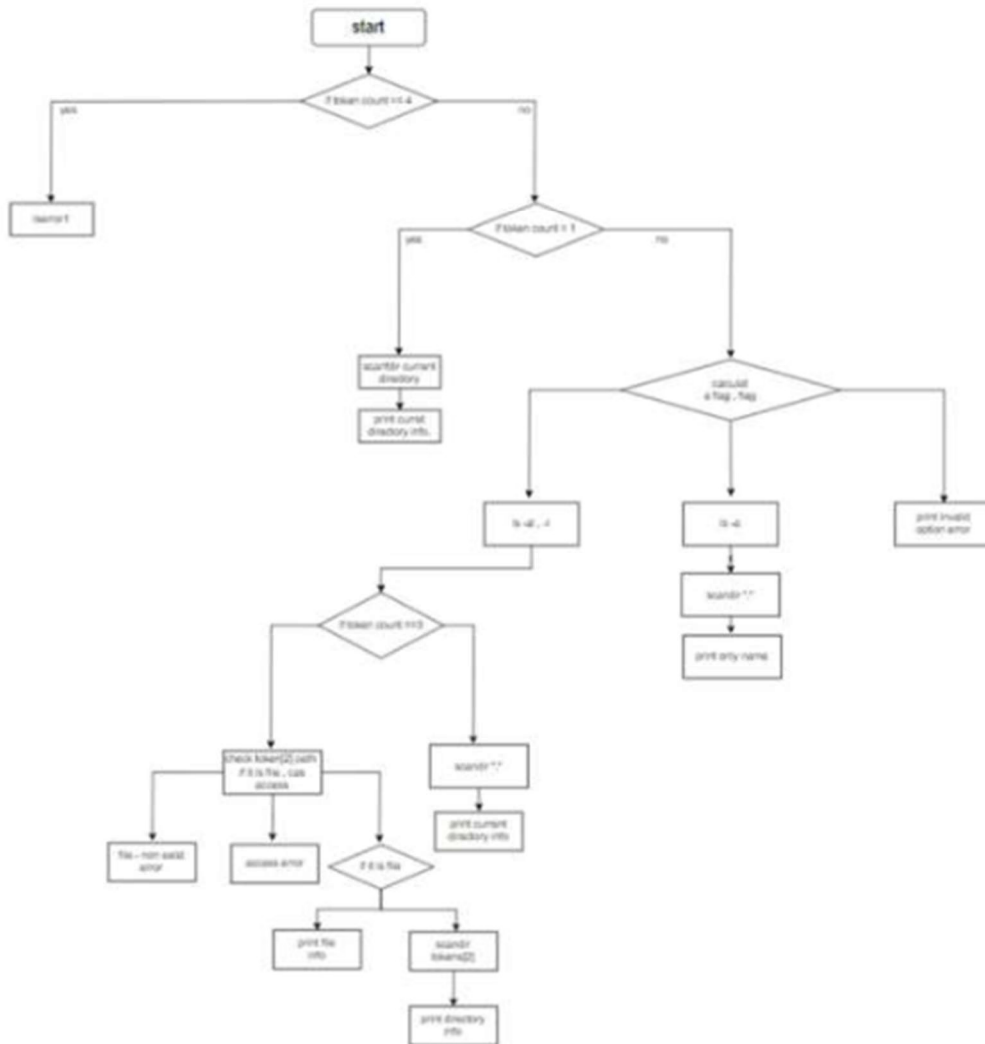 start
if token count == 4
yes
no
if token count = 1
yes
no
scandir current
directory
print currnt
directory info.
a flag , flag
ls -al , -l
ls -a
print invalid
option error
scandir "."
print only name
if token count ==3
check token[2] path
if it is file , can
access
scandir "."
print current
directory info
file - non exist
error
access error
if it is file
print file
info
scandir
tokens[2]
print directory
info